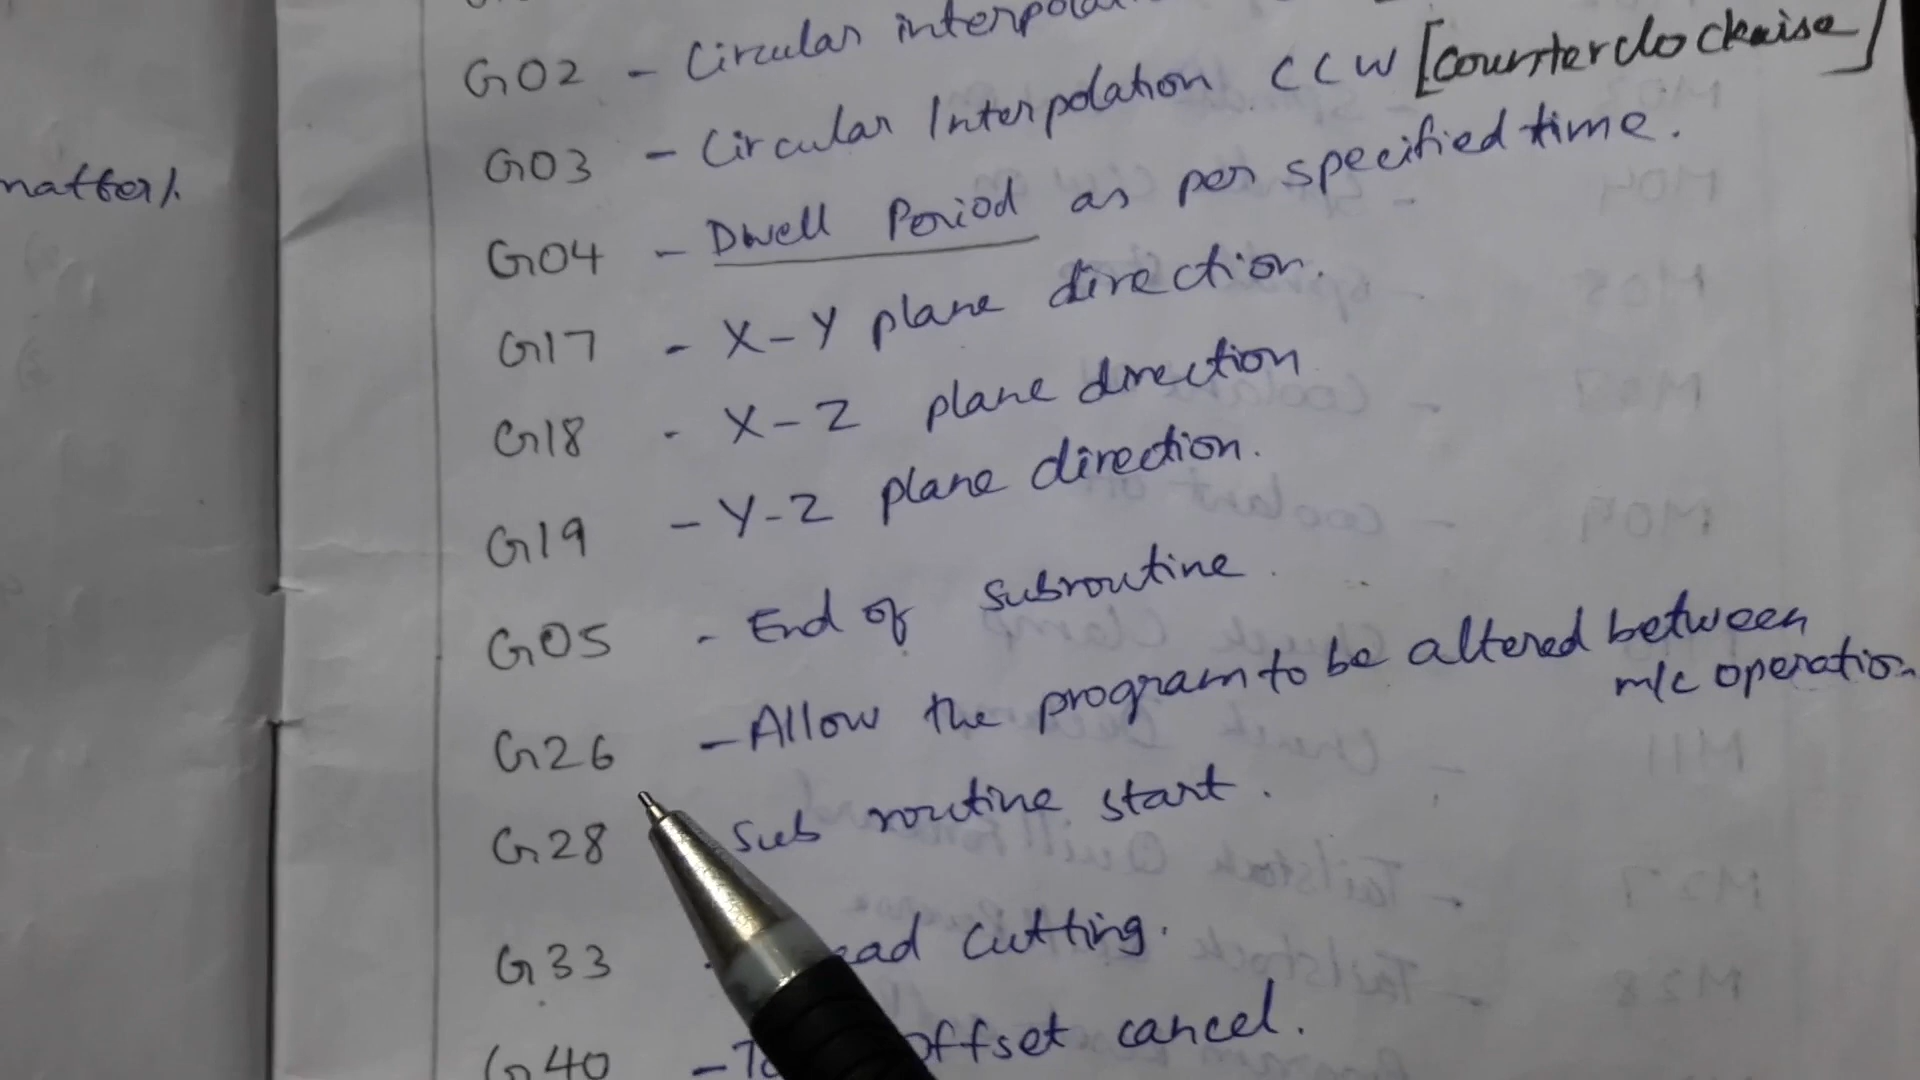 matter/.
G02 - Circular
G03 - Circular Interpolation CCW [counterclockwise]
G04 - Dwell Period as per specified time.
G17 - X-Y plane direction.
G18 - X-Z plane direction
G19 - Y-Z plane direction.
G05 - End of subroutine.
G26 - Allow the program to be altered between
m/c operation
G28 sub routine start.
G33 - cutting.
G40 - offset cancel.